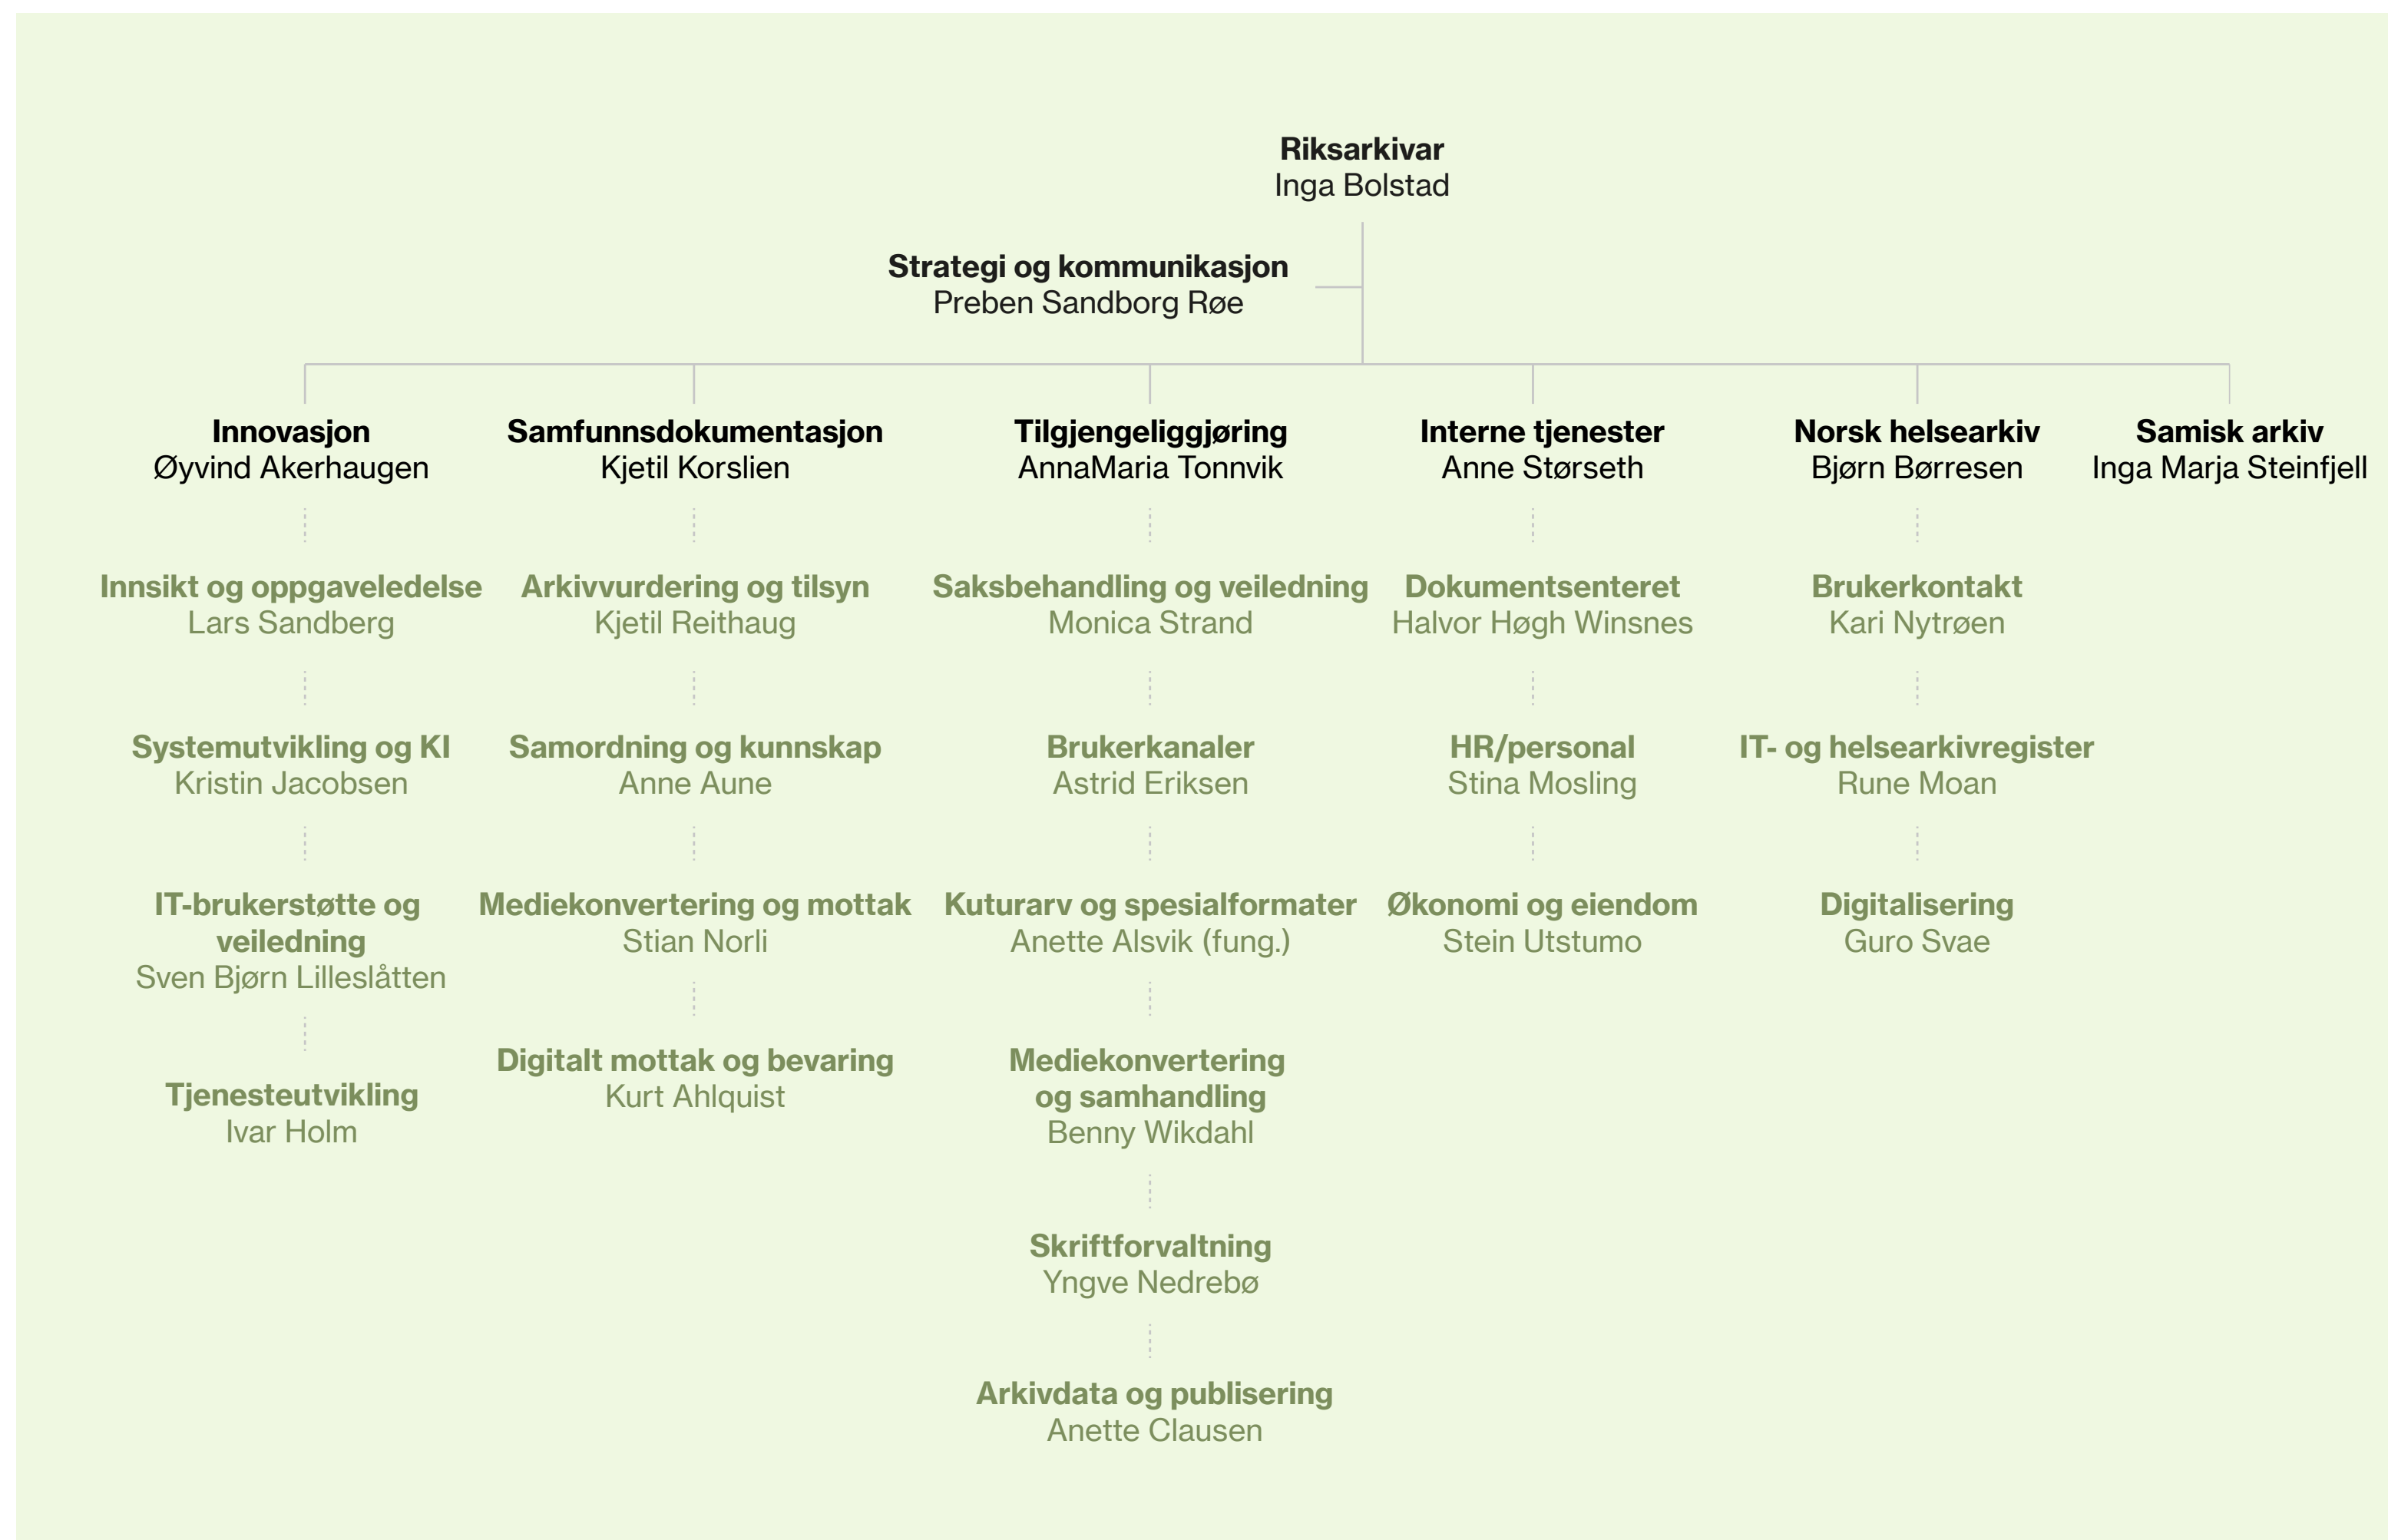 Riksarkivar
Inga Bolstad
Strategi og kommunikasjon
Preben Sandborg Røe
Innovasjon
Øyvind Akerhaugen
Innsikt og oppgaveledelse
Lars Sandberg
Systemutvikling og KI
Kristin Jacobsen
IT-brukerstøtte og
veiledning
Sven Bjørn Lilleslåtten
Tjenesteutvikling
Ivar Holm
Samfunnsdokumentasjon
Kjetil Korslien
Arkivvurdering og tilsyn
Kjetil Reithaug
Samordning og kunnskap
Anne Aune
Mediekonvertering og mottak
Stian Norli
Digitalt mottak og bevaring
Kurt Ahlquist
Tilgjengeliggjøring
AnnaMaria Tonnvik
Saksbehandling og veiledning
Monica Strand
Brukerkanaler
Astrid Eriksen
Kuturarv og spesialformater
Anette Alsvik (fung.)
Mediekonvertering
og samhandling
Benny Wikdahl
Skriftforvaltning
Yngve Nedrebø
Arkivdata og publisering
Anette Clausen
Interne tjenester
Anne Størseth
Dokumentsenteret
Halvor Høgh Winsnes
HR/personal
Stina Mosling
Økonomi og eiendom
Stein Utstumo
Norsk helsearkiv
Bjørn Børresen
Brukerkontakt
Kari Nytrøen
IT- og helsearkivregister
Rune Moan
Digitalisering
Guro Svae
Samisk arkiv
Inga Marja Steinfjell